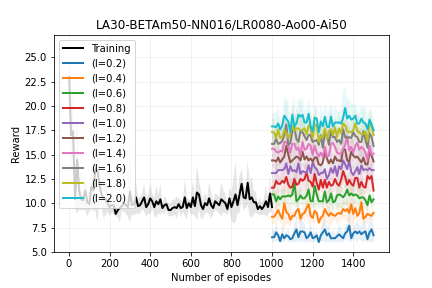 LA30-BETAm50-NN016/LR0080-Ao00-Ai50
Reward
25.0
22.5
20.0
17.5
15.0
12.5
10.0
7.5
5.0
Training
(l=0.2)
(l=0.4)
(l=0.6)
(l=0.8)
(l=1.0)
(l=1.2)
(l=1.4)
(l=1.6)
(l=1.8)
(l=2.0)
0 200 400 600 800 1000 1200 1400
Number of episodes